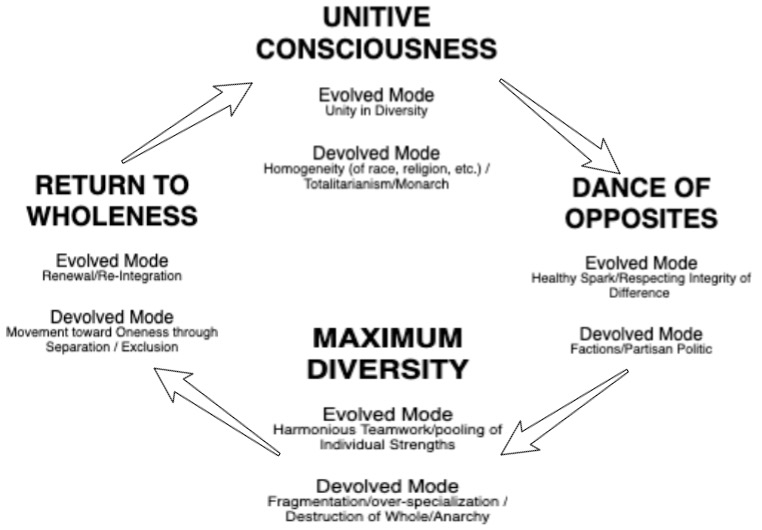 UNITIVE
CONSCIOUSNESS
Evolved Mode
Unity in Diversity
Devolved Mode
Homogeneity (of race, religion, etc.) /
Totalitarianism/Monarch
DANCE OF
OPPOSITES
Evolved Mode
Healthy Spark/Respecting Integrity of
Difference
Devolved Mode
Factions/Partisan Politic
MAXIMUM
DIVERSITY
Evolved Mode
Harmonious Teamwork/pooling of
Individual Strengths
Devolved Mode
Fragmentation/over-specialization /
Destruction of Whole/Anarchy
RETURN TO
WHOLENESS
Evolved Mode
Renewal/Re-Integration
Devolved Mode
Movement toward Oneness through
Separation / Exclusion